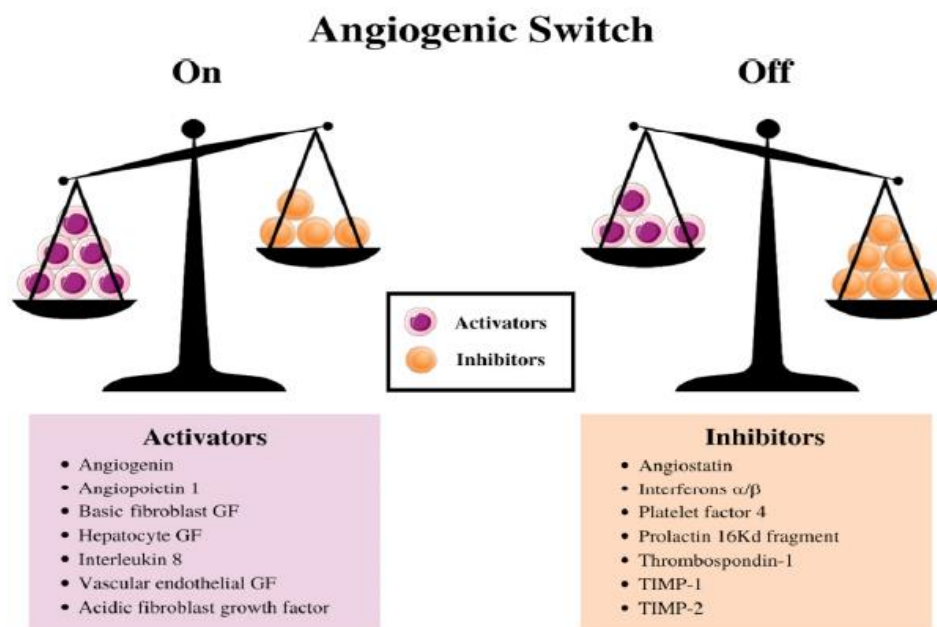 Angiogenic Switch
On
Off
Activators
Inhibitors
Activators
• Angiogenin
• Angiopoietin 1
• Basic fibroblast GF
• Hepatocyte GF
• Interleukin 8
• Vascular endothelial GF
• Acidic fibroblast growth factor
Inhibitors
• Angiostatin
• Interferons α/β
• Platelet factor 4
• Prolactin 16Kd fragment
• Thrombospondin-1
• TIMP-1
• TIMP-2